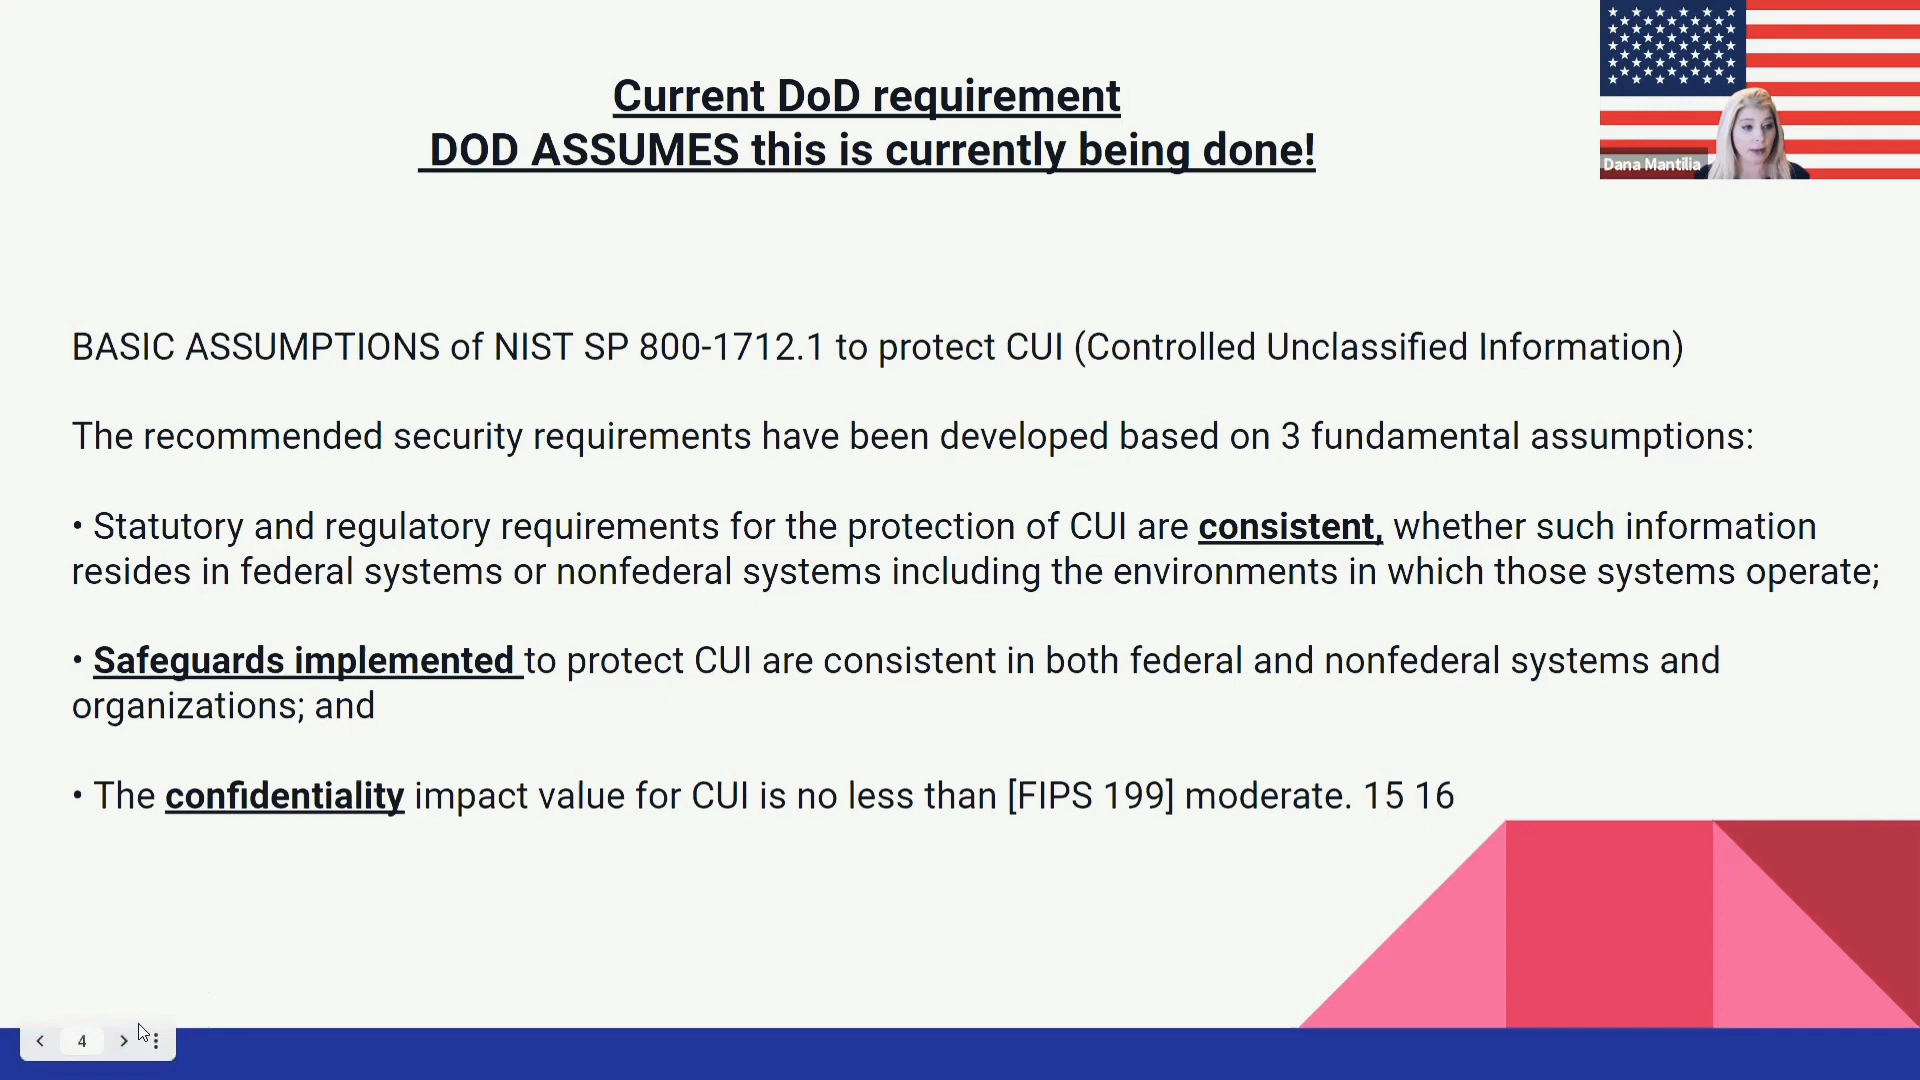 Current DoD requirement
DOD ASSUMES this is currently being done!
Dana Mantilia
BASIC ASSUMPTIONS of NIST SP 800-1712.1 to protect CUI (Controlled Unclassified Information)
The recommended security requirements have been developed based on 3 fundamental assumptions:
• Statutory and regulatory requirements for the protection of CUI are consistent, whether such information
resides in federal systems or nonfederal systems including the environments in which those systems operate;
• Safeguards implemented to protect CUI are consistent in both federal and nonfederal systems and
organizations; and
• The confidentiality impact value for CUI is no less than [FIPS 199] moderate. 15 16
4